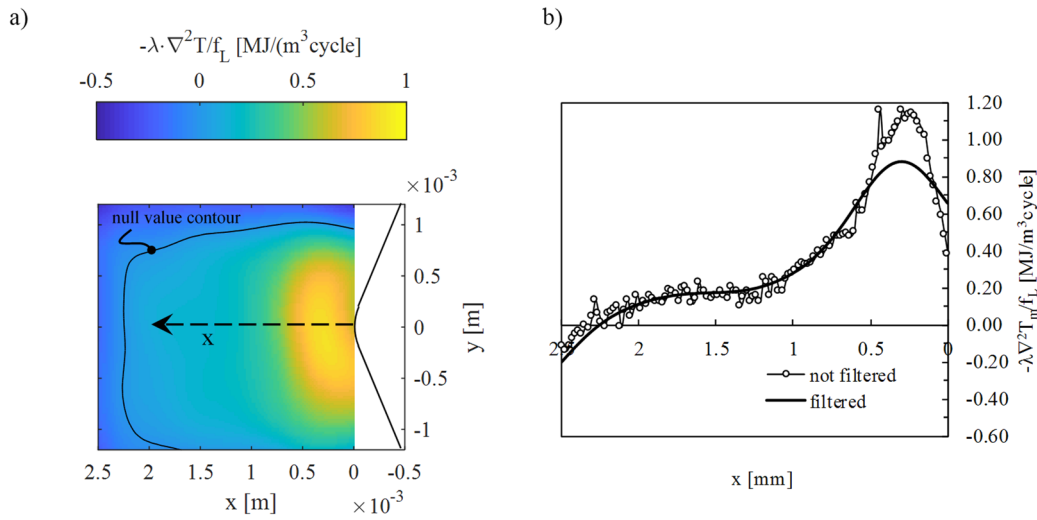 a)
-λ·∇²T/f_L [MJ/(m³cycle]
-0.5 0 0.5 1
×10⁻³
null value contour
1
0.5
0
-0.5
-1
y [m]
x
2.5 2 1.5 1 0.5 0 -0.5
x [m]
×10⁻³
b)
1.20
1.00
0.80
0.60
0.40
0.20
0.00
-0.20
-0.40
-0.60
-λ∇²T_m/f_L [MJ/m³cycle]
2.5 2 1.5 1 0.5 0
not filtered
filtered
x [mm]